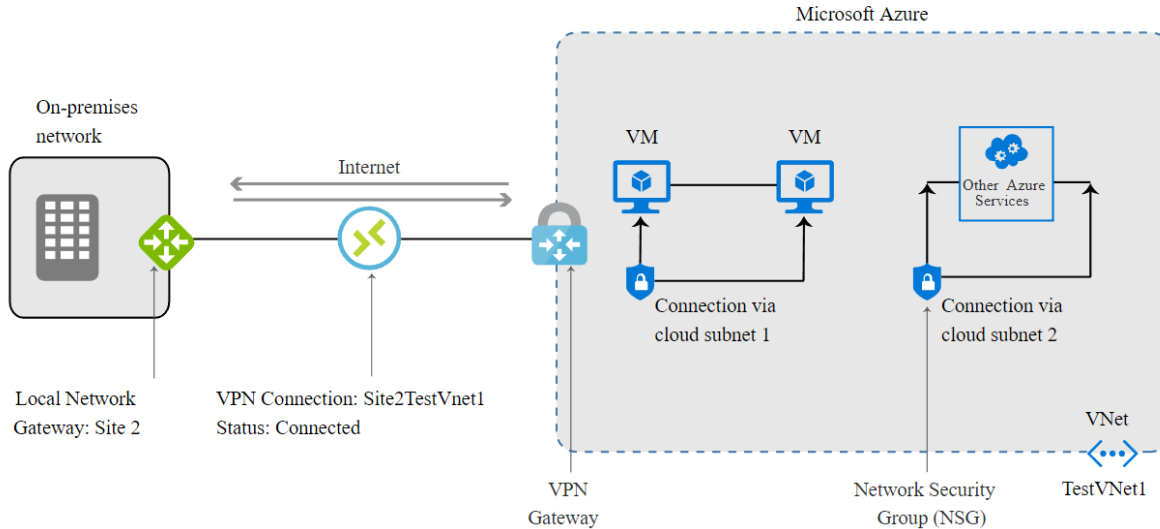 Microsoft Azure
On-premises
network
Internet
VM
VM
Other Azure
Services
Connection via
cloud subnet 1
Connection via
cloud subnet 2
Local Network
Gateway: Site 2
VPN Connection: Site2TestVnet1
Status: Connected
VNet
TestVNet1
VPN
Gateway
Network Security
Group (NSG)